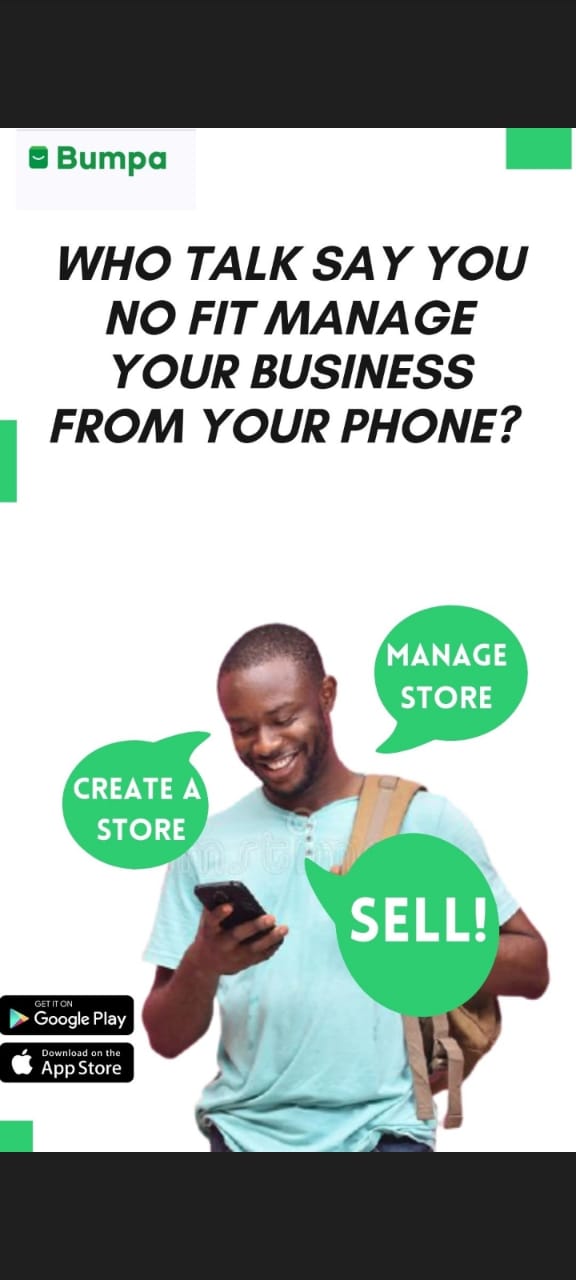 Bumpa
WHO TALK SAY YOU
NO FIT MANAGE
YOUR BUSINESS
FROM YOUR PHONE?
MANAGE
STORE
CREATE A
STORE
SELL!
GET IT ON
Google Play
Download on the
App Store